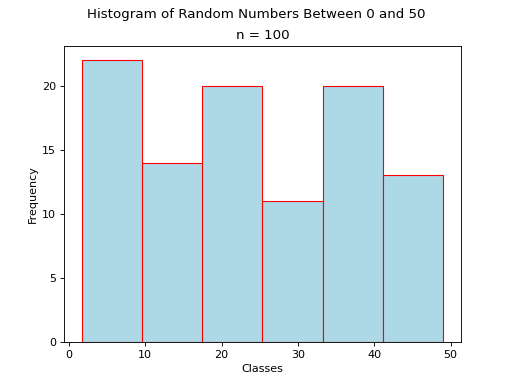 Histogram of Random Numbers Between 0 and 50
n = 100
20
15
10
5
0
Frequency
0 10 20 30 40 50
Classes